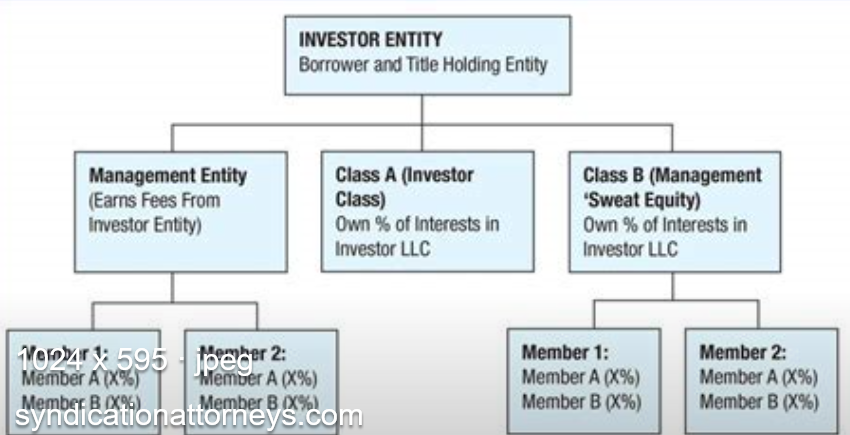 INVESTOR ENTITY
Borrower and Title Holding Entity
Management Entity
(Earns Fees From
Investor Entity)
Class A (Investor
Class)
Own % of Interests in
Investor LLC
Class B (Management
‘Sweat Equity)
Own % of Interests in
Investor LLC
Member 1:
Member A (X%)
Member B (X%)
Member 2:
Member A (X%)
Member B (X%)
Member 1:
Member A (X%)
Member B (X%)
Member 2:
Member A (X%)
Member B (X%)
1024 x 595 · jpeg
syndicationattorneys.com